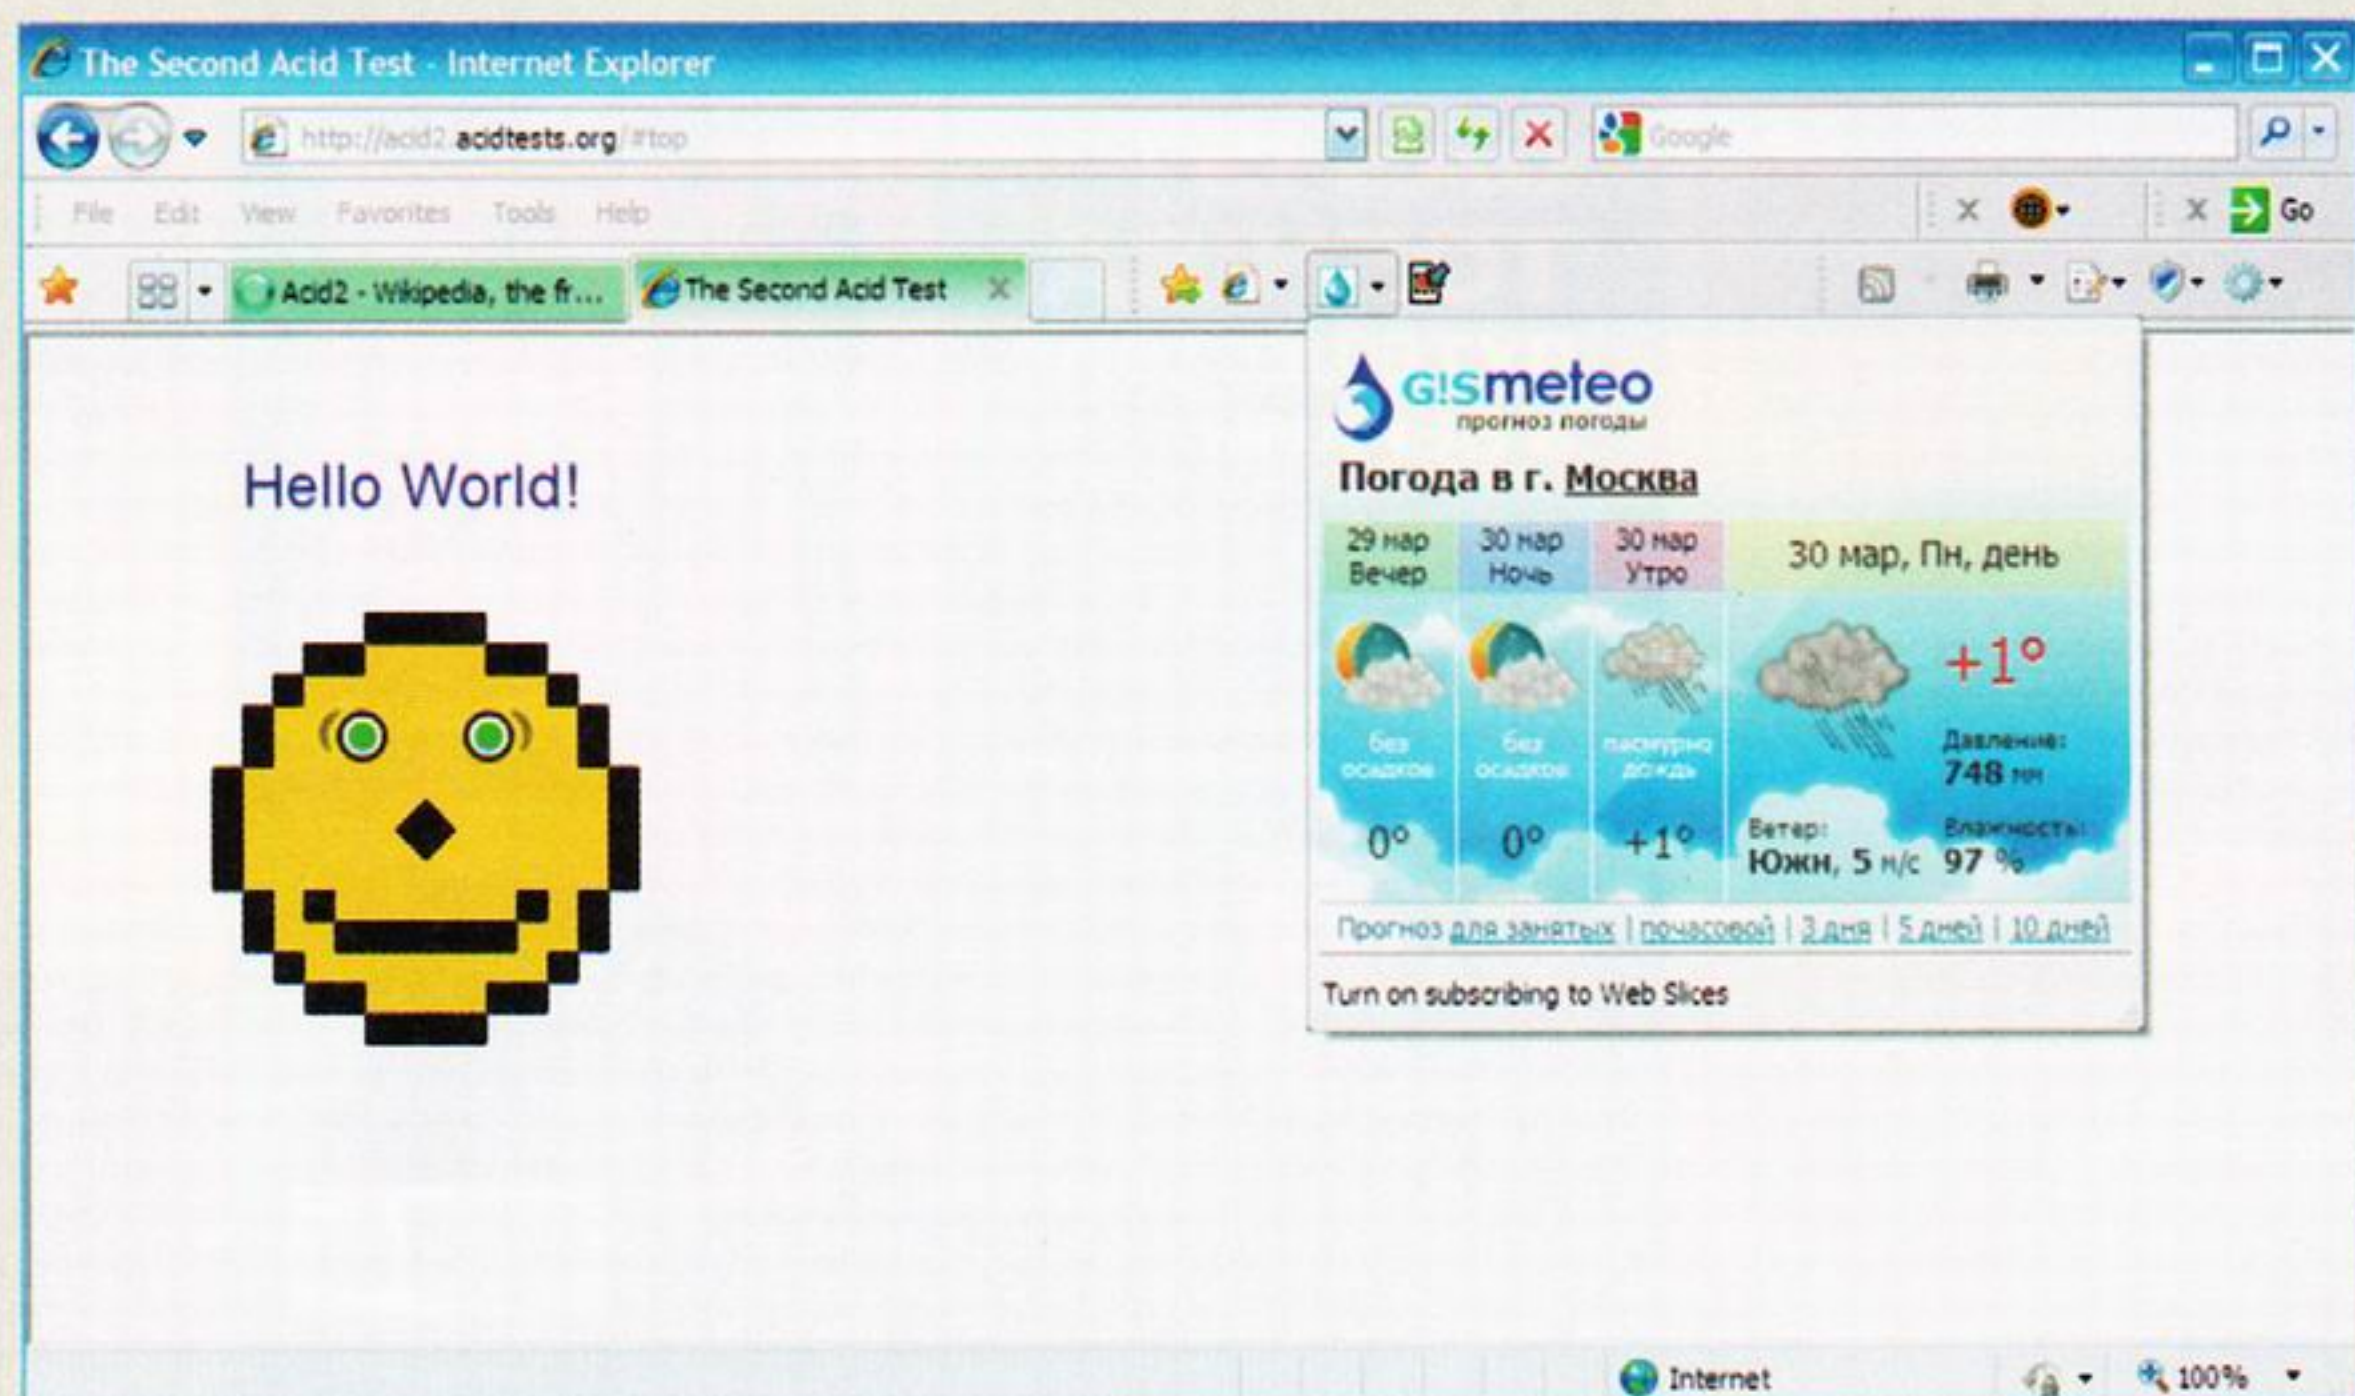 The Second Acid Test - Internet Explorer
http://acid2.acidtests.org/#top
Google
File Edit View Favorites Tools Help
Go
Acid2 - Wikipedia, the fr...
The Second Acid Test
G!Smeteo
прогноз погоды
Погода в г. Москва
29 мар Вечер
30 мар Ночь
30 мар Утро
30 мар, Пн, день
Hello World!
+1°
без осадков
без осадков
пасмурно дождь
Давление:
748 мм
0°
0°
+1°
Ветер:
Южн, 5 м/с
Влажность:
97 %
Прогноз для занятых | почасовой | 3 дня | 5 дней | 10 дней
Turn on subscribing to Web Slices
Internet
100%